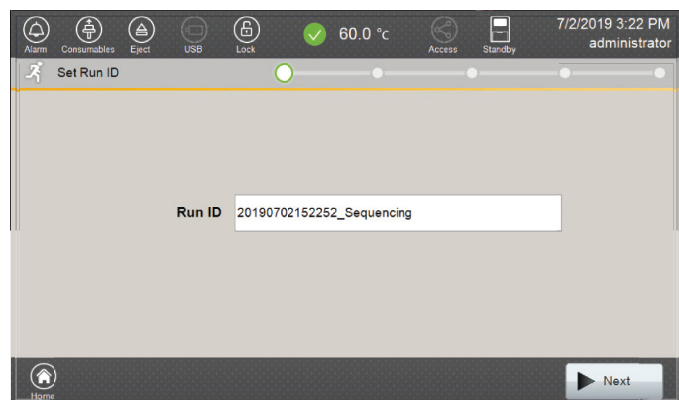 Alarm Consumables Eject USB Lock 60.0 °c Access Standby 7/2/2019 3:22 PM
administrator
Set Run ID
Run ID 20190702152252_Sequencing
Home Next